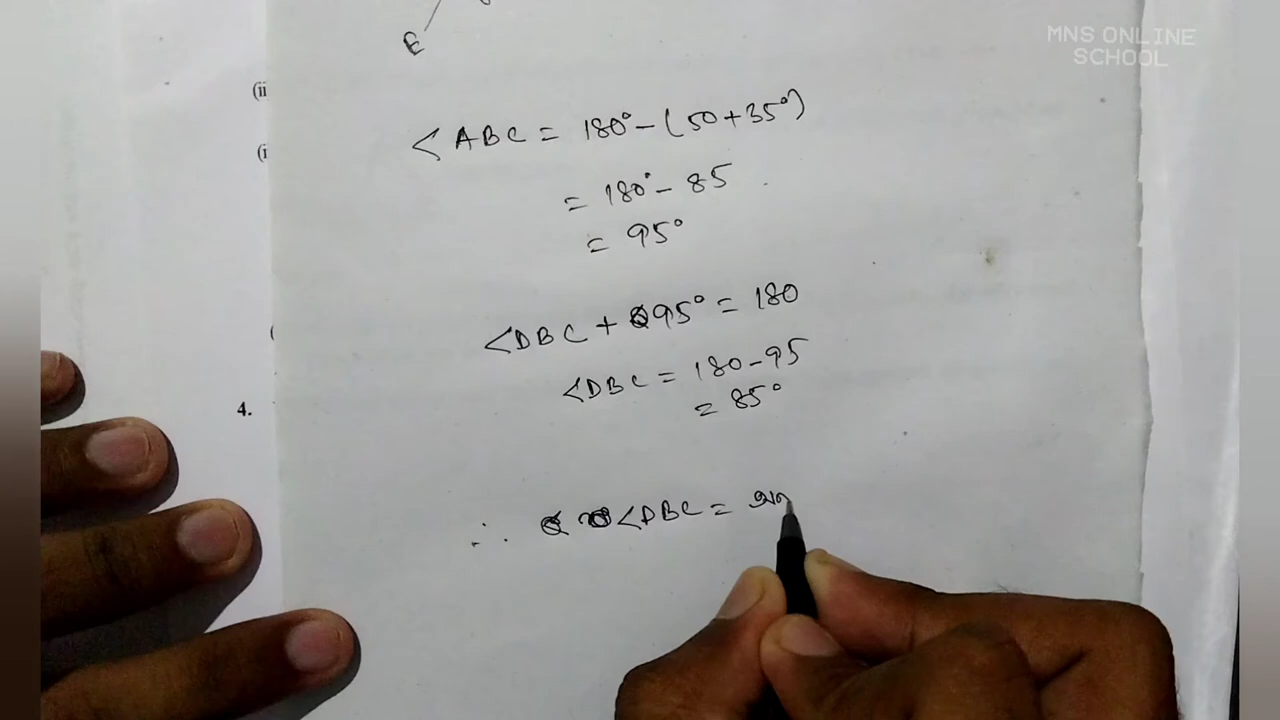 MNS ONLINE
SCHOOL
E
(ii
<ABC = 180° - (50 + 35°)
(i
= 180° - 85
= 95°
<DBC + 95° = 180
<DBC = 180 - 95
4.
= 85°
∴ <DBC =